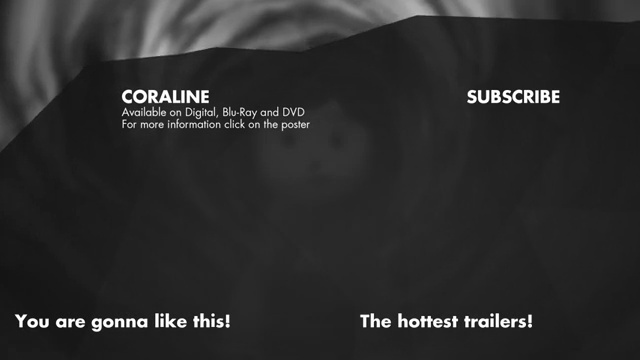 CORALINE
Available on Digital, Blu-Ray and DVD
For more information click on the poster
SUBSCRIBE
You are gonna like this!
The hottest trailers!